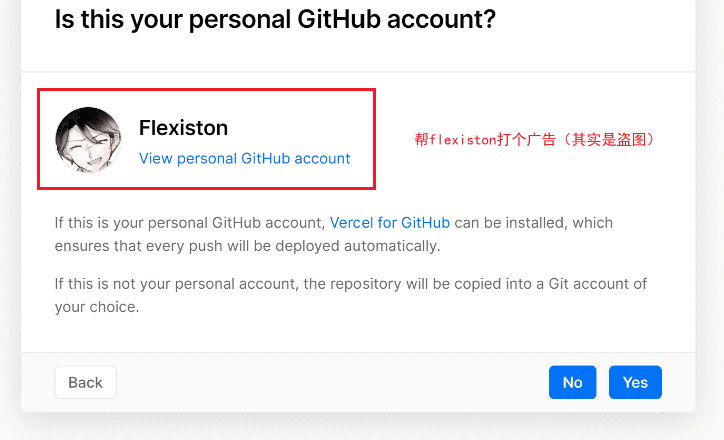 Is this your personal GitHub account?
Flexiston
View personal GitHub account
帮flexiston打个广告（其实是盗图）
If this is your personal GitHub account, Vercel for GitHub can be installed, which
ensures that every push will be deployed automatically.
If this is not your personal account, the repository will be copied into a Git account of
your choice.
Back
No
Yes